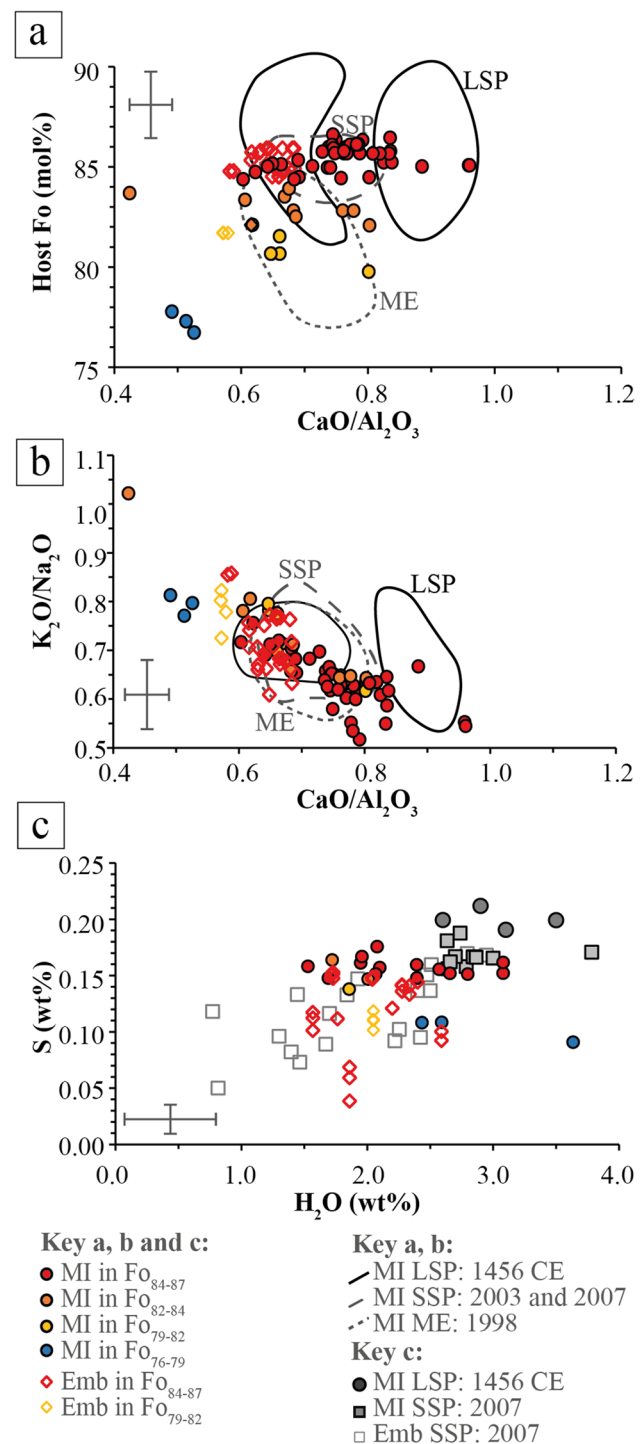 a
90
85
80
75
Host Fo (mol%)
SSP
LSP
ME
0.4 0.6 0.8 1.0 1.2
CaO/Al₂O₃
b
1.1
1.0
0.9
0.8
0.7
0.6
0.5
K₂O/Na₂O
SSP
LSP
ME
0.4 0.6 0.8 1.0 1.2
CaO/Al₂O₃
c
0.25
0.20
0.15
0.10
0.05
0.00
S (wt%)
0.0 1.0 2.0 3.0 4.0
H₂O (wt%)
Key a, b and c:
MI in Fo₈₄₋₈₇
MI in Fo₈₂₋₈₄
MI in Fo₇₉₋₈₂
MI in Fo₇₆₋₇₉
Emb in Fo₈₄₋₈₇
Emb in Fo₇₉₋₈₂
Key a, b:
MI LSP: 1456 CE
MI SSP: 2003 and 2007
MI ME: 1998
Key c:
MI LSP: 1456 CE
MI SSP: 2007
Emb SSP: 2007